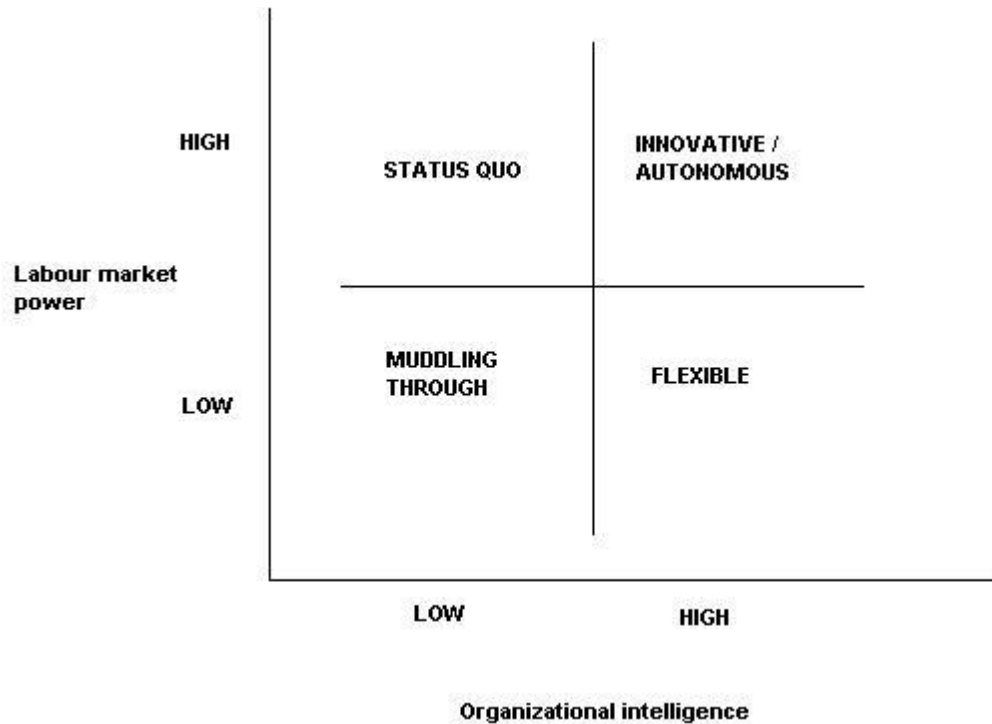 HIGH
STATUS QUO
INNOVATIVE /
AUTONOMOUS
Labour market
power
MUDDLING
THROUGH
FLEXIBLE
LOW
LOW
HIGH
Organizational intelligence